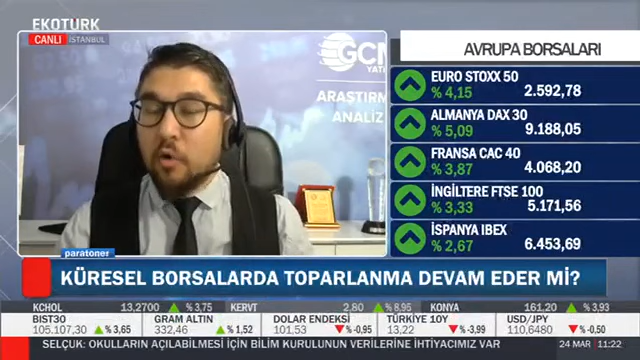 EKOTÜRK
CANLI
İSTANBUL
GCM
YATI
ARAŞTIRM
ANALİZ
AVRUPA BORSALARI
EURO STOXX 50
% 4,15 2.592,78
ALMANYA DAX 30
% 5,09 9.188,05
FRANSA CAC 40
% 3,87 4.068,20
İNGİLTERE FTSE 100
% 3,33 5.171,56
İSPANYA IBEX
% 2,67 6.453,69
paratoner
KÜRESEL BORSALARDA TOPARLANMA DEVAM EDER Mİ?
KCHOL 13,2700 % 3,75 KERVT 2,80 % 8,95 KONYA 161,20 % 3,93
BIST30 GRAM ALTIN DOLAR ENDEKSİ TÜRKİYE 10Y USD/JPY
105.107,30 % 3,65 332,46 % 1,52 101,53 %-0,95 13,22 %-3,99 110,6480 %-0,50
SELÇUK: OKULLARIN AÇILABİLMESİ İÇİN BİLİM KURULUNUN VERİLERİNE İHTİYACIMIZ VAR 24 MAR 11:22